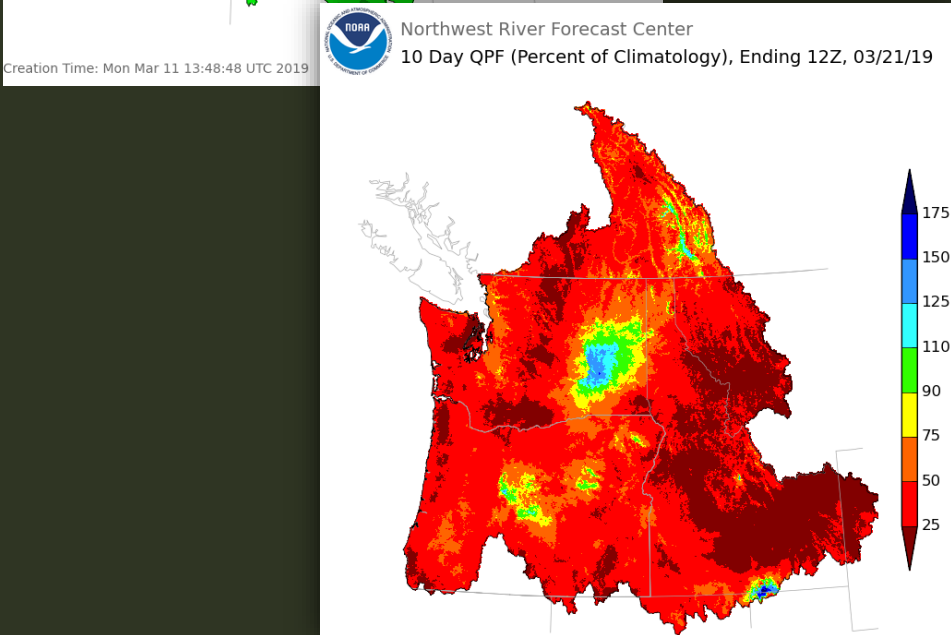 Creation Time: Mon Mar 11 13:48:48 UTC 2019
NOAA
Northwest River Forecast Center
10 Day QPF (Percent of Climatology), Ending 12Z, 03/21/19
175
150
125
110
90
75
50
25